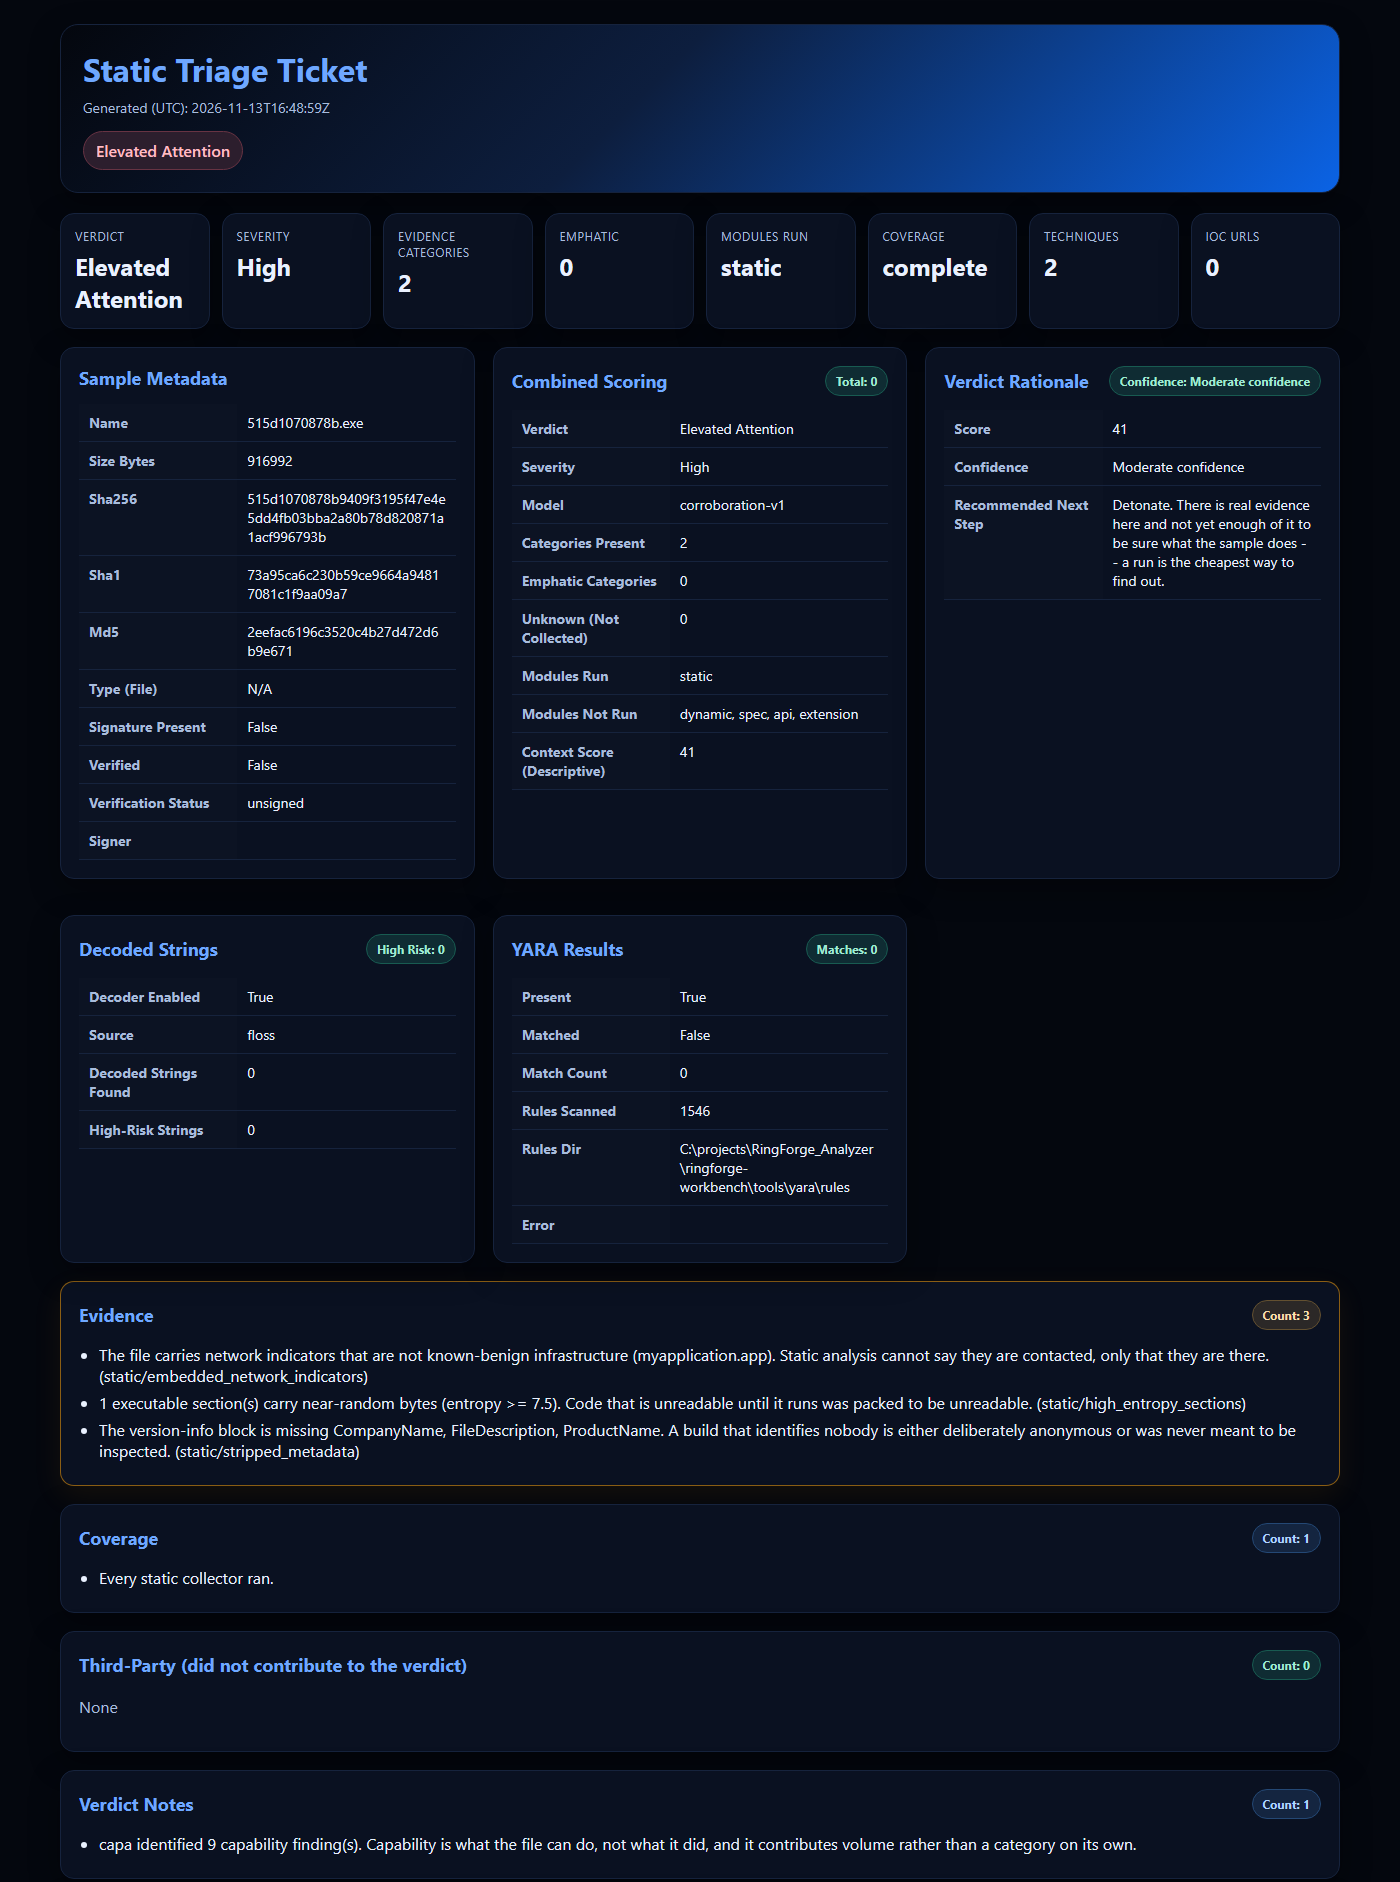 Static Triage Ticket
Generated (UTC): 2026-11-13T16:48:59Z
Elevated Attention
VERDICT
Elevated
Attention
SEVERITY
High
EVIDENCE
CATEGORIES
2
EMPHATIC
0
MODULES RUN
static
COVERAGE
complete
TECHNIQUES
2
IOC URLS
0
Sample Metadata
Name 515d1070878b.exe
Size Bytes 916992
Sha256 515d1070878b9409f3195f47e4e
5dd4fb03bba2a80b78d820871a
1acf996793b
Sha1 73a95ca6c230b59ce9664a9481
7081c1f9aa09a7
Md5 2eefac6196c3520c4b27d472d6
b9e671
Type (File) N/A
Signature Present False
Verified False
Verification Status unsigned
Signer
Combined Scoring Total: 0
Verdict Elevated Attention
Severity High
Model corroboration-v1
Categories Present 2
Emphatic Categories 0
Unknown (Not 0
Collected)
Modules Run static
Modules Not Run dynamic, spec, api, extension
Context Score 41
(Descriptive)
Verdict Rationale Confidence: Moderate confidence
Score 41
Confidence Moderate confidence
Recommended Next Detonate. There is real evidence
Step here and not yet enough of it to
be sure what the sample does -
- a run is the cheapest way to
find out.
Decoded Strings High Risk: 0
Decoder Enabled True
Source floss
Decoded Strings 0
Found
High-Risk Strings 0
YARA Results Matches: 0
Present True
Matched False
Match Count 0
Rules Scanned 1546
Rules Dir C:\projects\RingForge_Analyzer
\ringforge-
workbench\tools\yara\rules
Error
Evidence Count: 3
• The file carries network indicators that are not known-benign infrastructure (myapplication.app). Static analysis cannot say they are contacted, only that they are there.
(static/embedded_network_indicators)
• 1 executable section(s) carry near-random bytes (entropy >= 7.5). Code that is unreadable until it runs was packed to be unreadable. (static/high_entropy_sections)
• The version-info block is missing CompanyName, FileDescription, ProductName. A build that identifies nobody is either deliberately anonymous or was never meant to be
inspected. (static/stripped_metadata)
Coverage Count: 1
• Every static collector ran.
Third-Party (did not contribute to the verdict) Count: 0
None
Verdict Notes Count: 1
• capa identified 9 capability finding(s). Capability is what the file can do, not what it did, and it contributes volume rather than a category on its own.